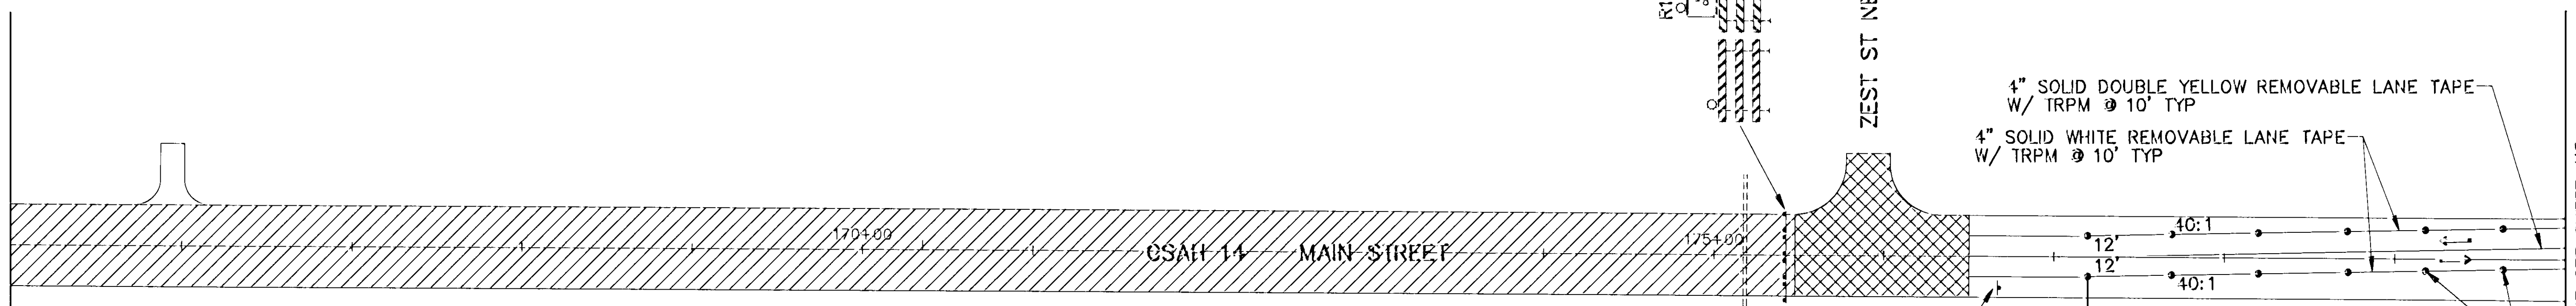 ZEST ST NE
4" SOLID DOUBLE YELLOW REMOVABLE LANE TAPE
W/ TRPM @ 10' TYP
4" SOLID WHITE REMOVABLE LANE TAPE
W/ TRPM @ 10' TYP
170+00
CSAH 14 MAIN STREET
175+00
12'
12'
40:1
40:1